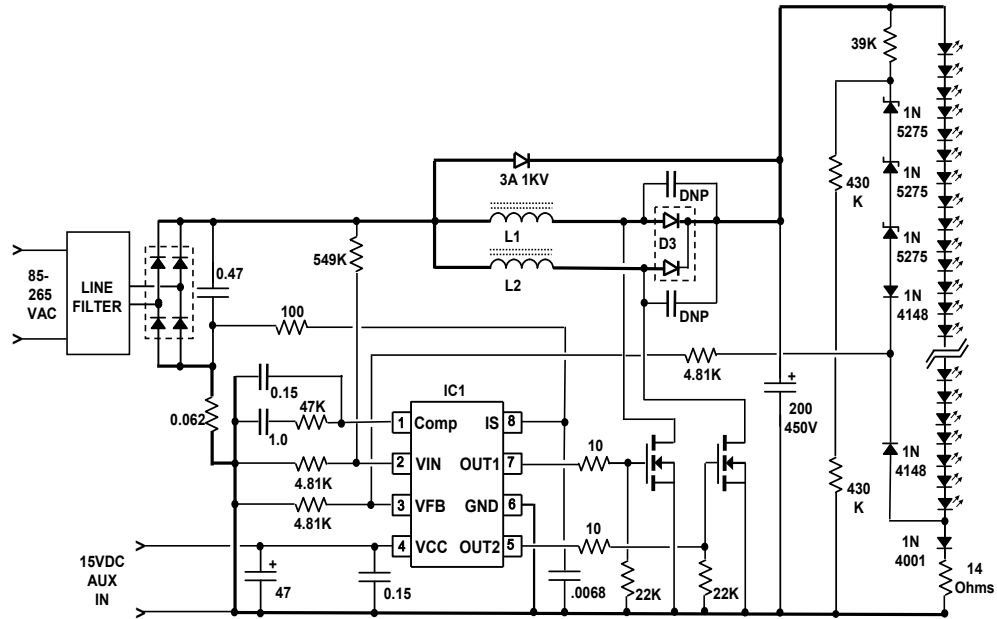 39K
1N
5275
3A 1KV
DNP
430
K
1N
5275
L1
D3
549K
1N
5275
85-
265
VAC
LINE
FILTER
0.47
L2
DNP
1N
4148
100
4.81K
0.15
IC1
+
200
450V
0.062
47K
1.0
1
Comp
IS
8
10
1N
4148
4.81K
2
VIN
OUT1
7
430
K
4.81K
3
VFB
GND
6
10
4
VCC
OUT2
5
1N
4001
15VDC
AUX
IN
+
47
0.15
.0068
22K
22K
14
Ohms